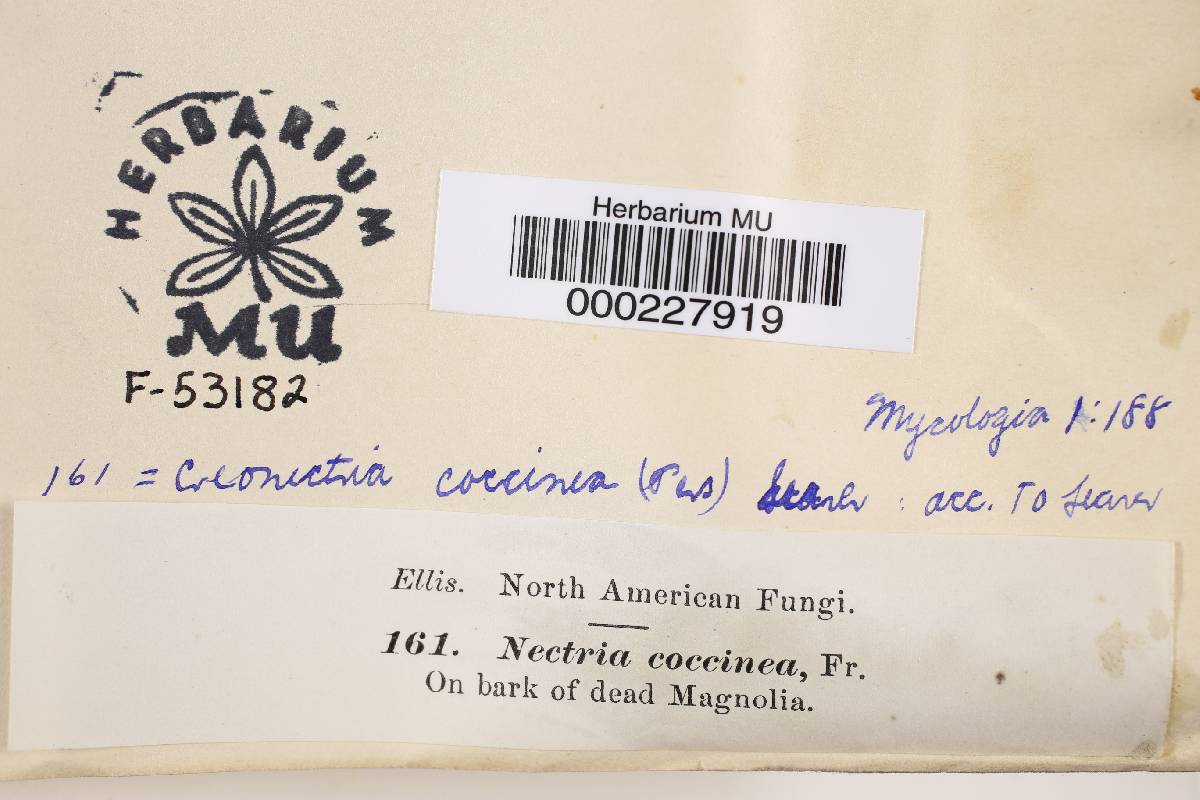 HERBARIUM
MU
F-53182
Herbarium MU
000227919
Mycologia 1:188
161 = Creonectria coccinea (Pers) Seaver : acc. To Seaver
Ellis. North American Fungi.
161. Nectria coccinea, Fr.
On bark of dead Magnolia.